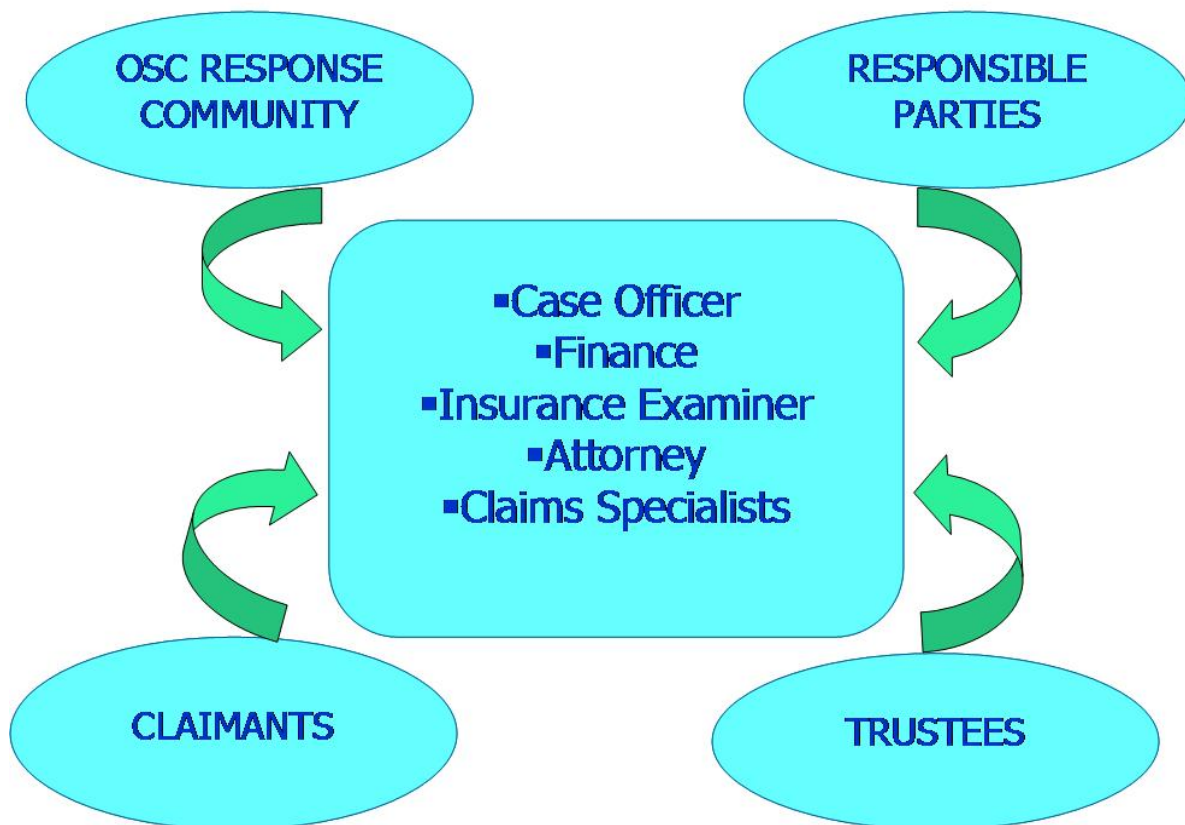 OSC RESPONSE
COMMUNITY
RESPONSIBLE
PARTIES
▪Case Officer
▪Finance
▪Insurance Examiner
▪Attorney
▪Claims Specialists
CLAIMANTS
TRUSTEES